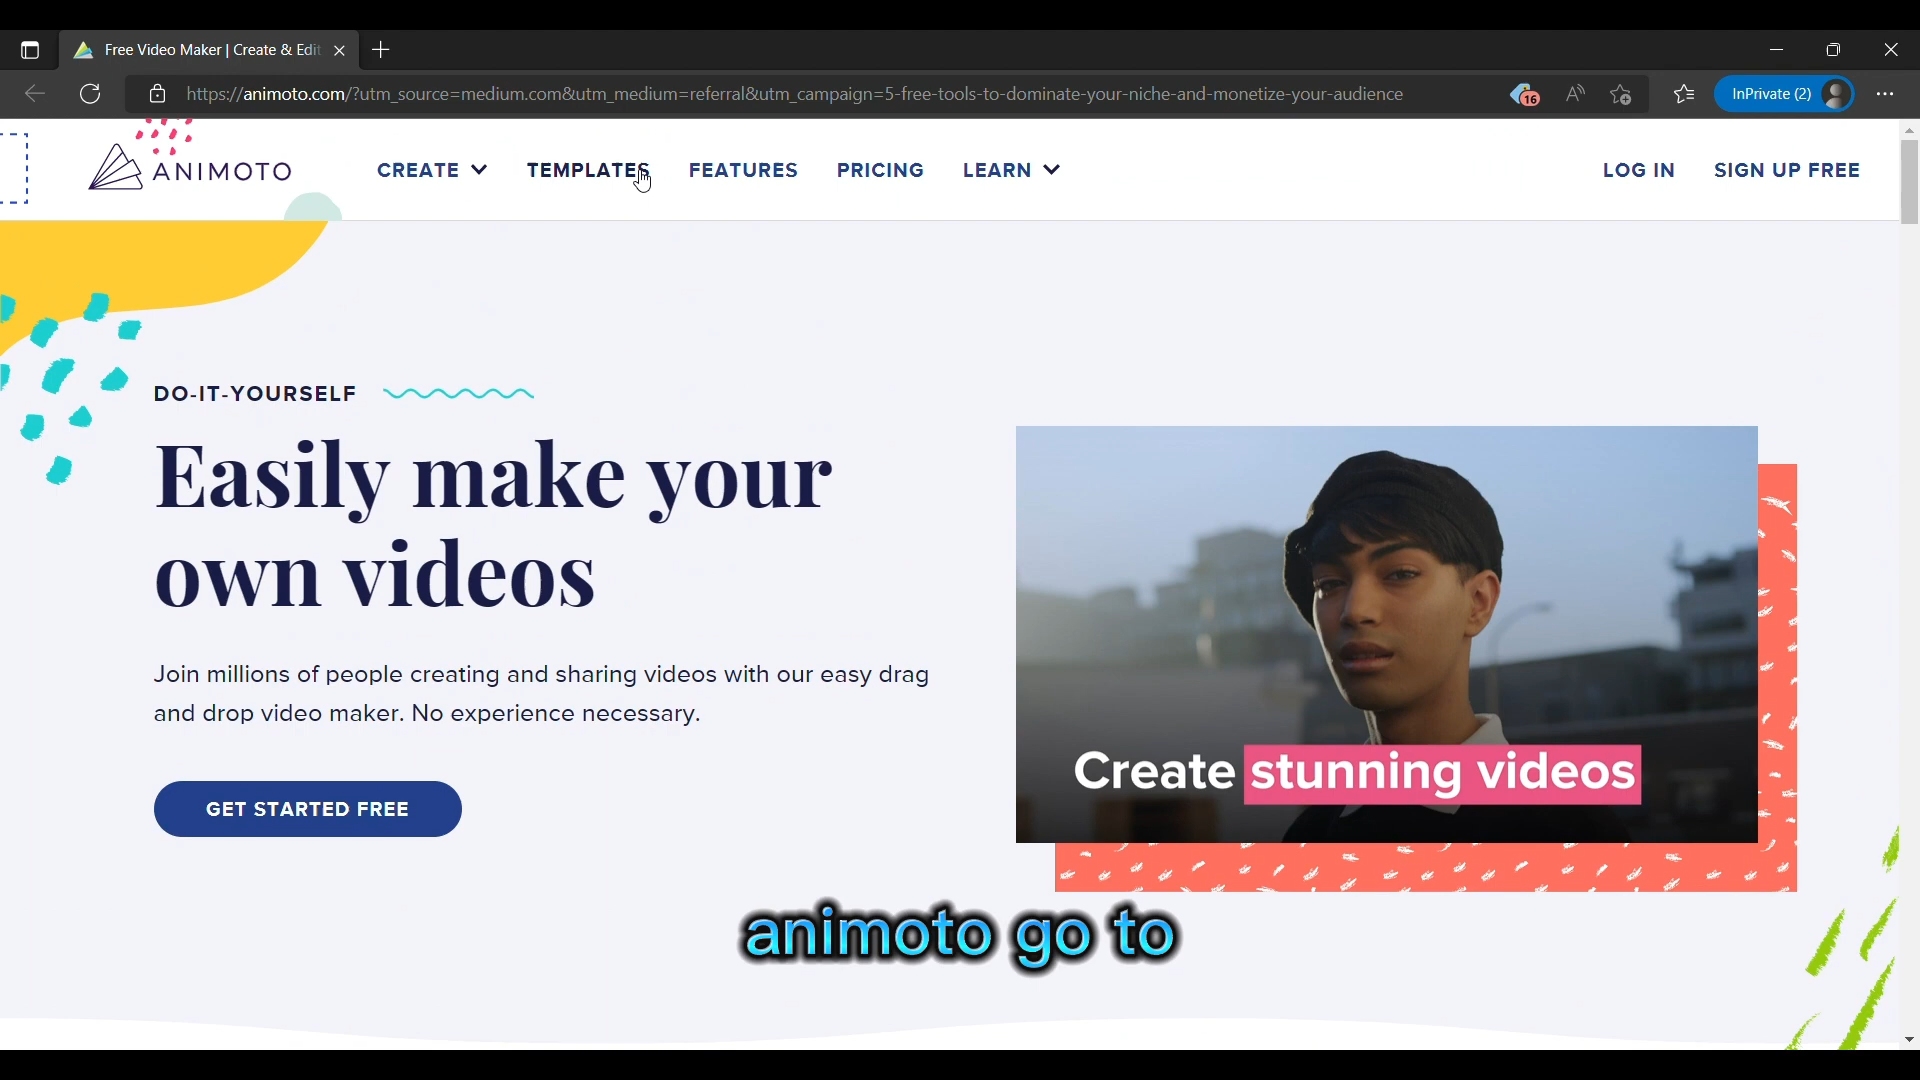 Free Video Maker | Create & Edit
https://animoto.com/?utm_source=medium.com&utm_medium=referral&utm_campaign=5-free-tools-to-dominate-your-niche-and-monetize-your-audience
16
InPrivate (2)
ANIMOTO
CREATE
TEMPLATES
FEATURES
PRICING
LEARN
LOG IN
SIGN UP FREE
DO-IT-YOURSELF
Easily make your
own videos
Join millions of people creating and sharing videos with our easy drag
and drop video maker. No experience necessary.
GET STARTED FREE
Create stunning videos
animoto go to